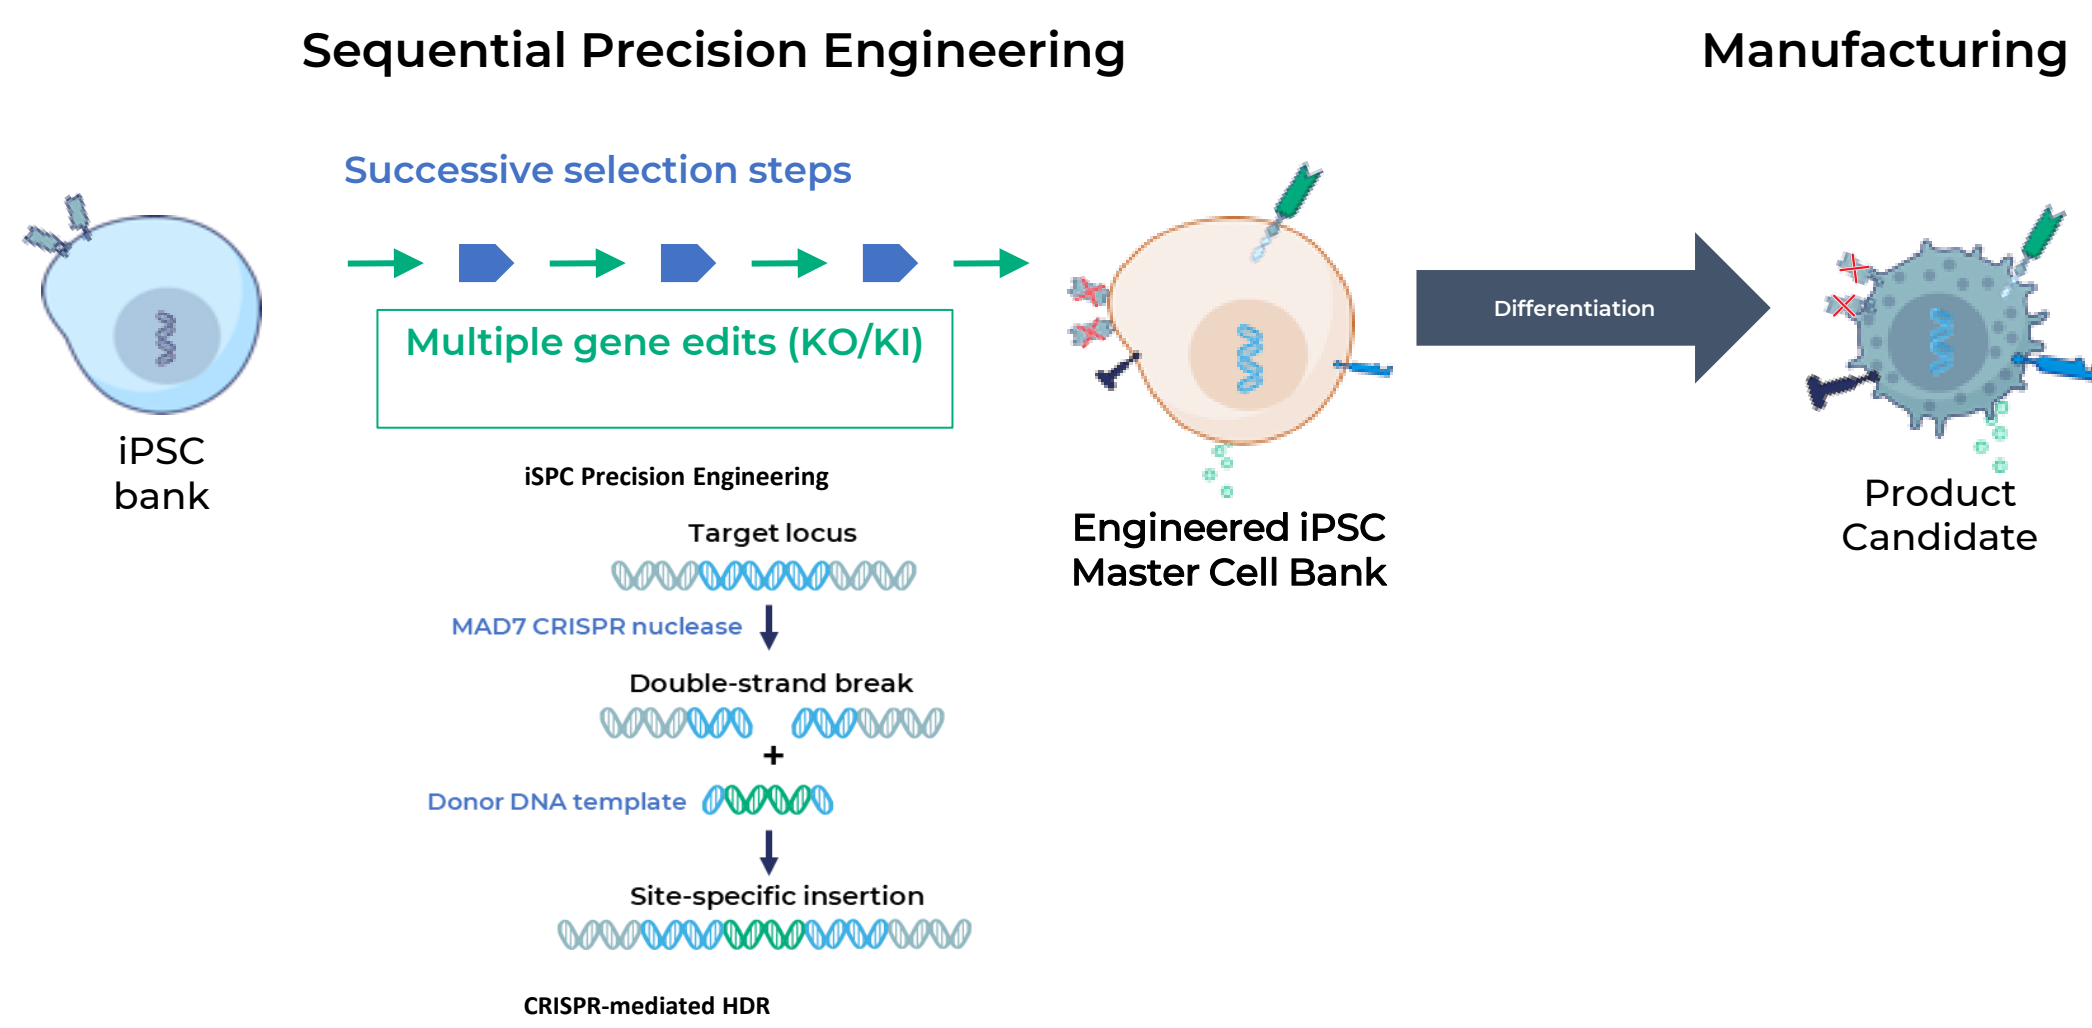 Sequential Precision Engineering
Manufacturing
Successive selection steps
Multiple gene edits (KO/KI)
iPSC
bank
iSPC Precision Engineering
Target locus
MAD7 CRISPR nuclease
Double-strand break
+
Donor DNA template
Site-specific insertion
CRISPR-mediated HDR
Engineered iPSC
Master Cell Bank
Differentiation
Product
Candidate